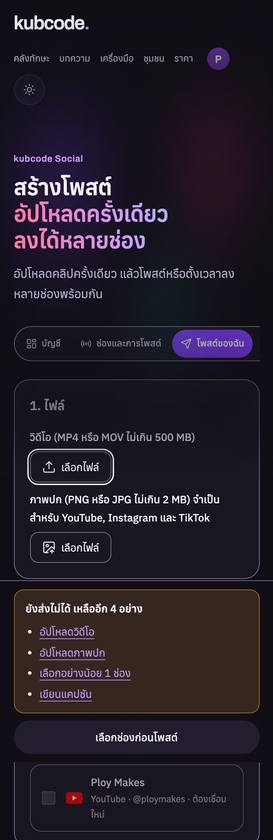 kubcode.
คลังทักษะ บทความ เครื่องมือ ชุมชน ราคา P
kubcode Social
สร้างโพสต์
อัปโหลดครั้งเดียว
ลงได้หลายช่อง
อัปโหลดคลิปครั้งเดียว แล้วโพสต์หรือตั้งเวลาลง
หลายช่องพร้อมกัน
บัญชี ช่องและการโพสต์ โพสต์ของฉัน
1. ไฟล์
วิดีโอ (MP4 หรือ MOV ไม่เกิน 500 MB)
เลือกไฟล์
ภาพปก (PNG หรือ JPG ไม่เกิน 2 MB) จำเป็น
สำหรับ YouTube, Instagram และ TikTok
เลือกไฟล์
ยังส่งไม่ได้ เหลืออีก 4 อย่าง
• อัปโหลดวิดีโอ
• อัปโหลดภาพปก
• เลือกอย่างน้อย 1 ช่อง
• เขียนแคปชัน
เลือกช่องก่อนโพสต์
Ploy Makes
YouTube · @ploymakes · ต้องเชื่อม
ใหม่